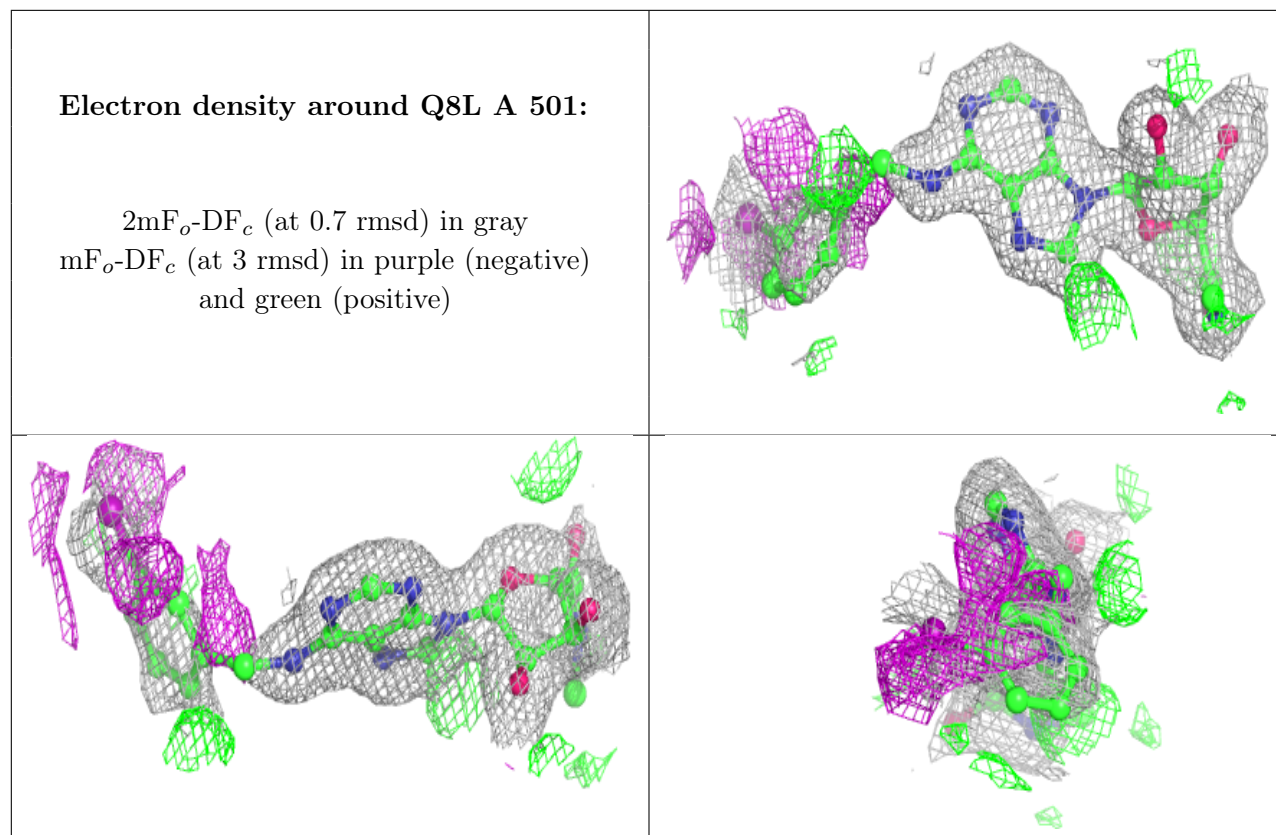 Electron density around Q8L A 501:
2mFo-DFc (at 0.7 rmsd) in gray
mFo-DFc (at 3 rmsd) in purple (negative)
and green (positive)